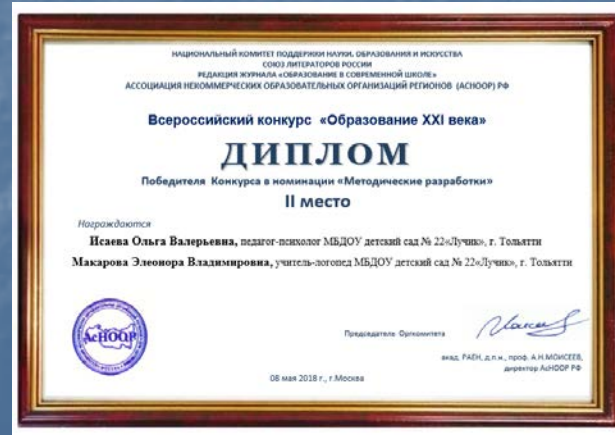 НАЦИОНАЛЬНЫЙ КОМИТЕТ ПОДДЕРЖКИ НАУКИ, ОБРАЗОВАНИЯ И ИСКУССТВА
СОЮЗ ЛИТЕРАТОРОВ РОССИИ
РЕДАКЦИЯ ЖУРНАЛА «ОБРАЗОВАНИЕ В СОВРЕМЕННОЙ ШКОЛЕ»
АССОЦИАЦИЯ НЕКОММЕРЧЕСКИХ ОБРАЗОВАТЕЛЬНЫХ ОРГАНИЗАЦИЙ РЕГИОНОВ (АСНООР) РФ
Всероссийский конкурс «Образование XXI века»
ДИПЛОМ
Победителя Конкурса в номинации «Методические разработки»
II место
Награждаются
Исаева Ольга Валерьевна, педагог-психолог МБДОУ детский сад № 22«Лучик», г. Тольятти
Макарова Элеонора Владимировна, учитель-логопед МБДОУ детский сад № 22«Лучик», г. Тольятти
АсНООР
Председатель Оргкомитета
акад. РАЕН, д.п.н., проф. А.Н.МОИСЕЕВ,
директор АсНООР РФ
08 мая 2018 г., г.Москва